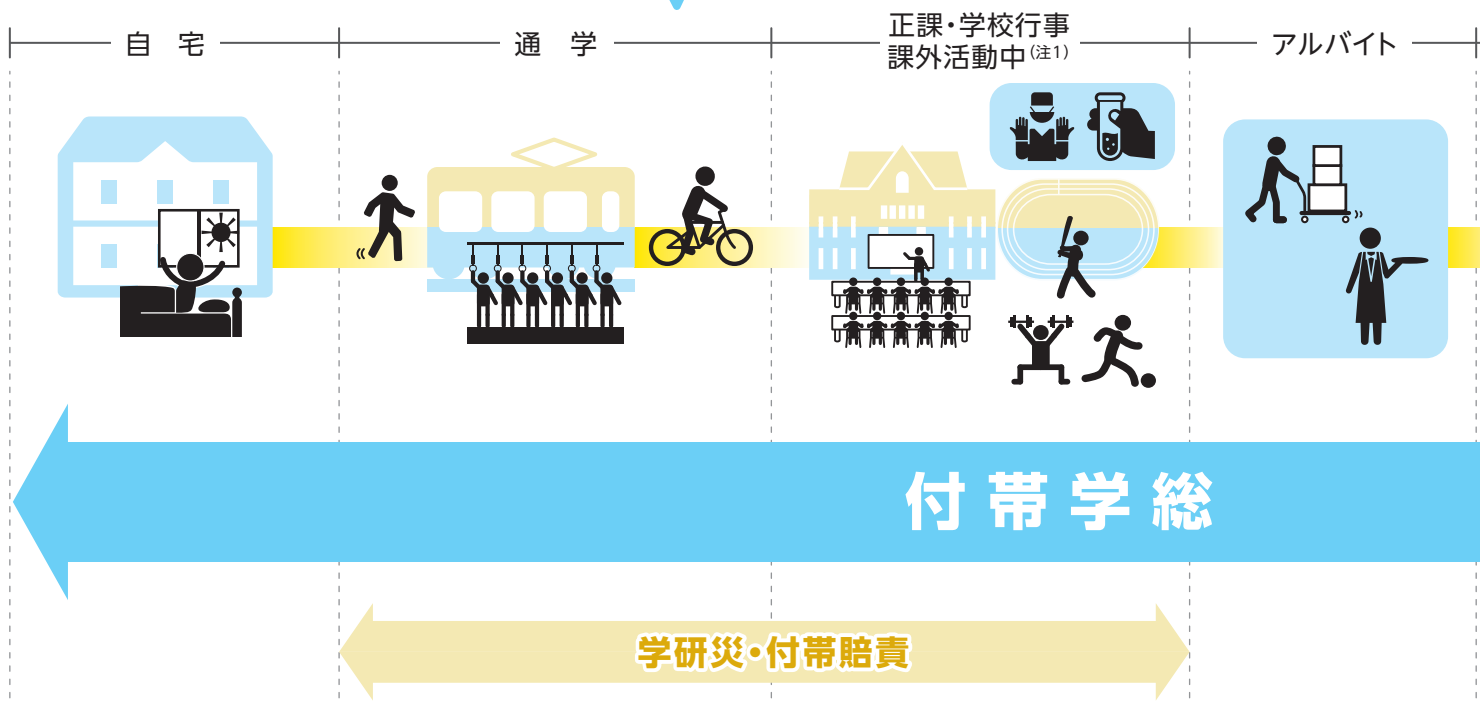 自 宅
通 学
正課・学校行事
課外活動中(注1)
アルバイト
付帯学総
学研災・付帯賠責